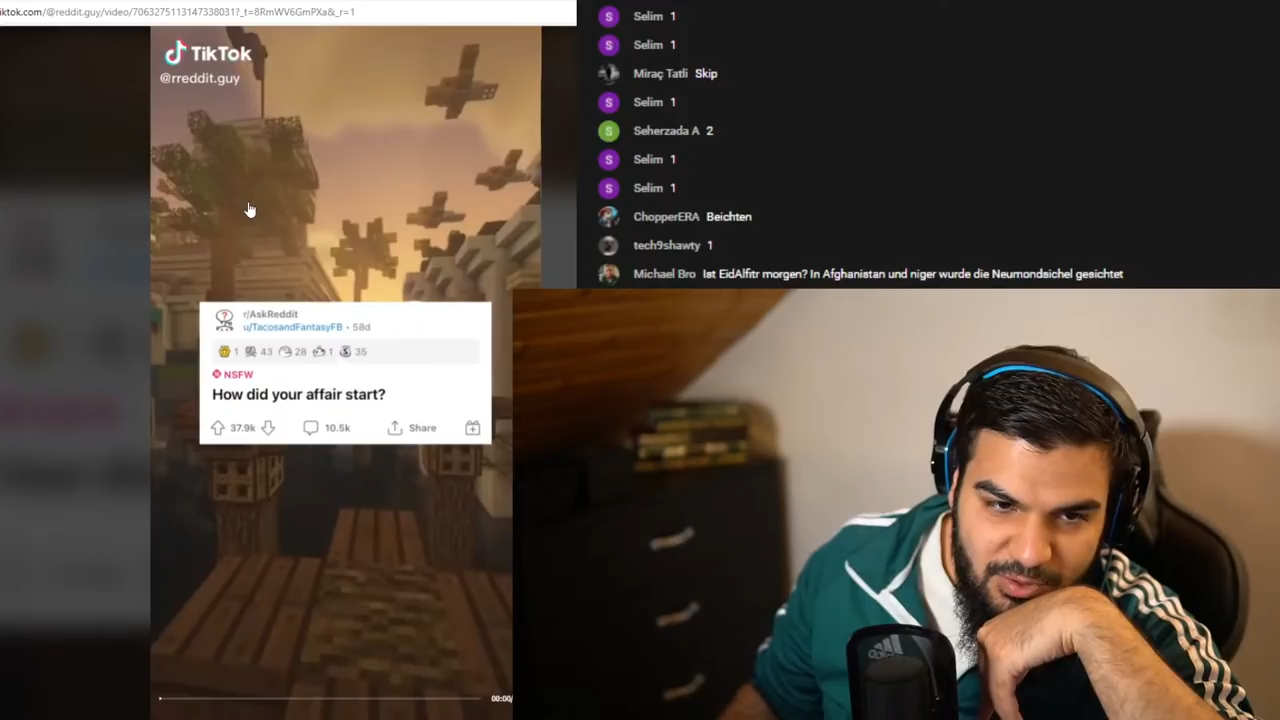 iktok.com/@reddit.guy/video/7063275113147338031?_t=8RmWV6GmPXa&_r=1
TikTok
@rreddit.guy
r/AskReddit
u/TacosandFantasyFB • 58d
1 43 28 1 35
NSFW
How did your affair start?
37.9k 10.5k Share
00:00/
S Selim 1
S Selim 1
Miraç Tatli Skip
S Selim 1
S Seherzada A 2
S Selim 1
S Selim 1
ChopperERA Beichten
tech9shawty 1
Michael Bro Ist EidAlfitr morgen? In Afghanistan und niger wurde die Neumondsichel gesichtet
adidas